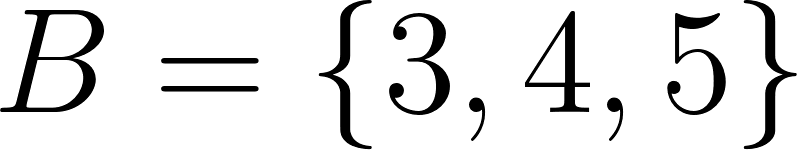 B = {3, 4, 5}